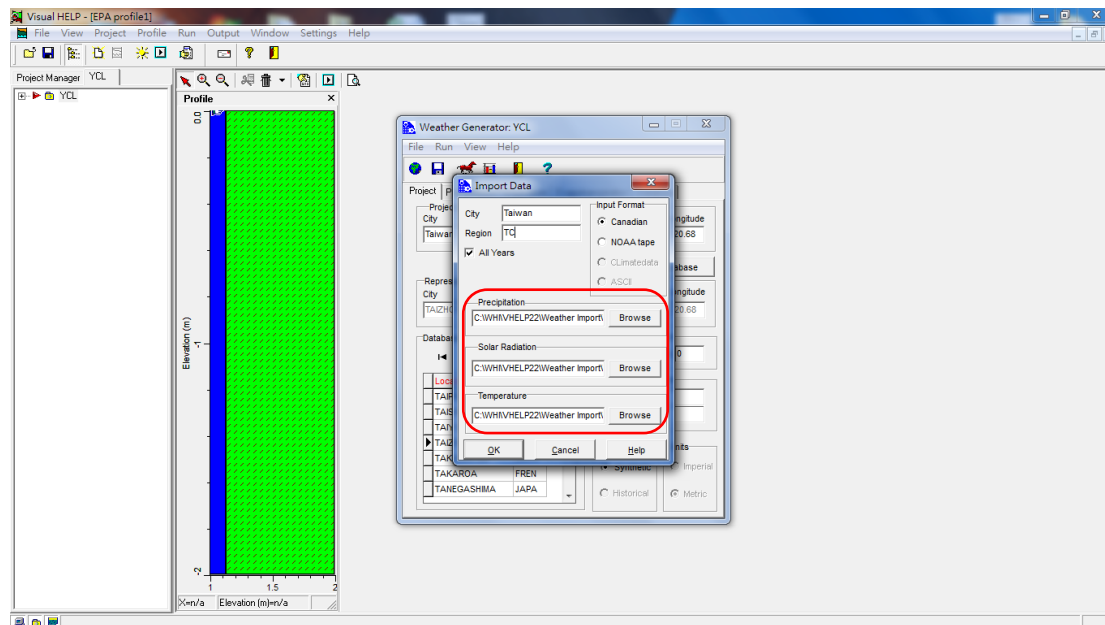 Visual HELP - [EPA profile1]
File View Project Profile Run Output Window Settings Help
Project Manager YCL
YCL
Profile
0.0
-1
-2
Elevation (m)
1 1.5 2
X=n/a Elevation (m)=n/a
Weather Generator: YCL
File Run View Help
Project
City
Taiwan
ngitude
20.68
abase
Repres
City
TAIZHO
ngitude
20.68
Databa
0
Loca
TAIP
TAIS
TAIY
TAIZ
TAK
TAKAROA FREN
TANEGASHIMA JAPA
Synthetic
Historical
nits
Imperial
Metric
Import Data
City Taiwan
Region TC
All Years
Input Format
Canadian
NOAA tape
CLimatedata
ASCII
Precipitation
C:\WHI\VHELP22\Weather Import\ Browse
Solar Radiation
C:\WHI\VHELP22\Weather Import\ Browse
Temperature
C:\WHI\VHELP22\Weather Import\ Browse
OK Cancel Help